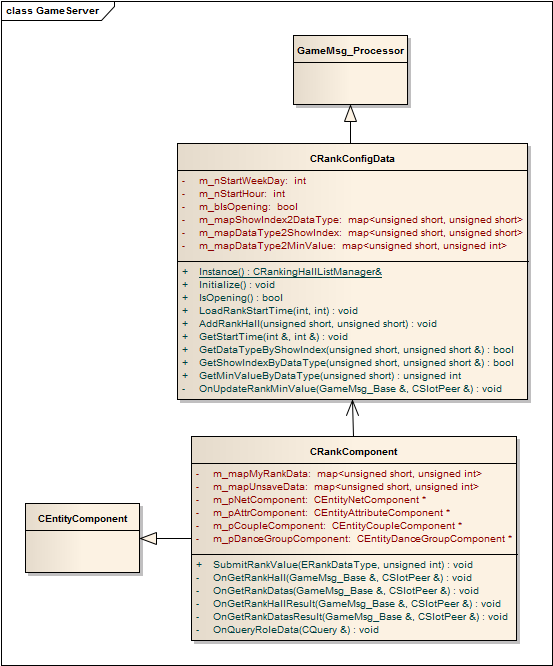 class GameServer
GameMsg_Processor
CRankConfigData
- m_nStartWeekDay: int
- m_nStartHour: int
- m_bIsOpening: bool
- m_mapShowIndex2DataType: map<unsigned short, unsigned short>
- m_mapDataType2ShowIndex: map<unsigned short, unsigned short>
- m_mapDataType2MinValue: map<unsigned short, unsigned int>
+ Instance() : CRankingHallListManager&
+ Initialize() : void
+ IsOpening() : bool
+ LoadRankStartTime(int, int) : void
+ AddRankHall(unsigned short, unsigned short) : void
+ GetStartTime(int &, int &) : void
+ GetDataTypeByShowIndex(unsigned short, unsigned short &) : bool
+ GetShowIndexByDataType(unsigned short, unsigned short &) : bool
+ GetMinValueByDataType(unsigned short) : unsigned int
- OnUpdateRankMinValue(GameMsg_Base &, CSlotPeer &) : void
CRankComponent
- m_mapMyRankData: map<unsigned short, unsigned int>
- m_mapUnsaveData: map<unsigned short, unsigned int>
- m_pNetComponent: CEntityNetComponent *
- m_pAttrComponent: CEntityAttributeComponent *
- m_pCoupleComponent: CEntityCoupleComponent *
- m_pDanceGroupComponent: CEntityDanceGroupComponent *
+ SubmitRankValue(ERankDataType, unsigned int) : void
- OnGetRankHall(GameMsg_Base &, CSlotPeer &) : void
- OnGetRankDatas(GameMsg_Base &, CSlotPeer &) : void
- OnGetRankHallResult(GameMsg_Base &, CSlotPeer &) : void
- OnGetRankDatasResult(GameMsg_Base &, CSlotPeer &) : void
- OnQueryRoleData(CQuery &) : void
CEntityComponent